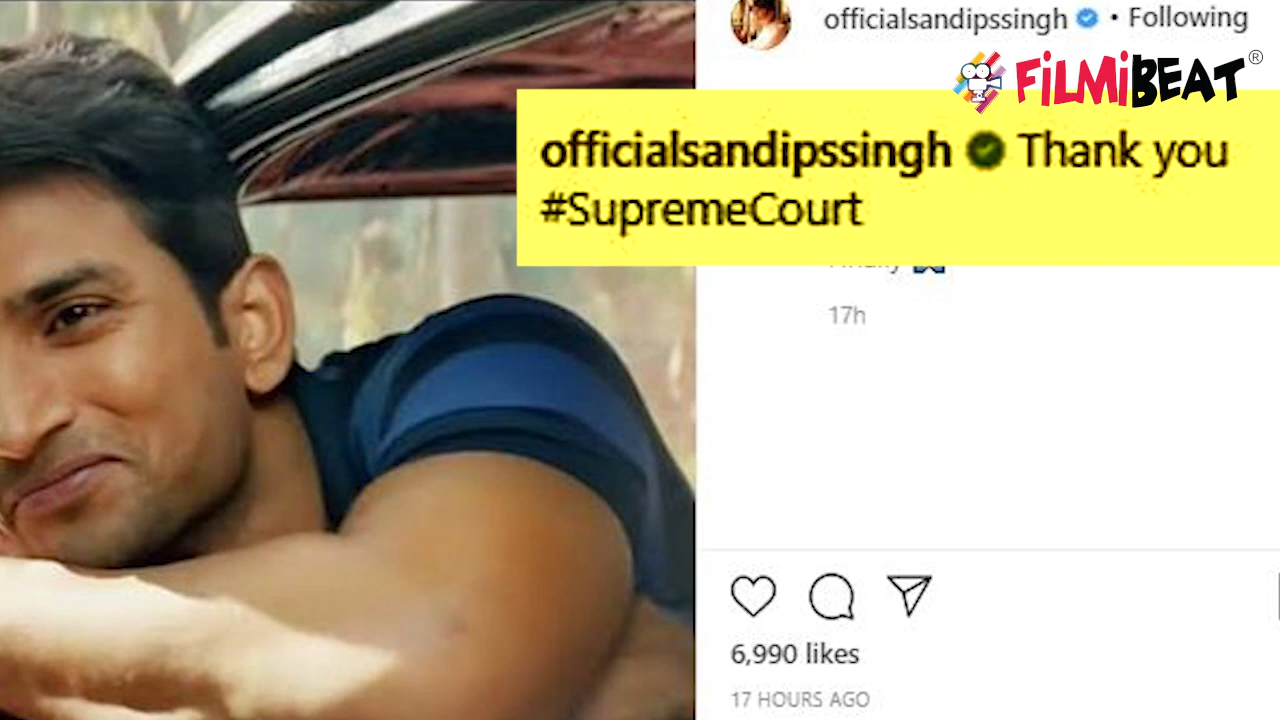 officialsandipssingh • Following
FiLMiBEAT®
officialsandipssingh Thank you
#SupremeCourt
17h
6,990 likes
17 HOURS AGO